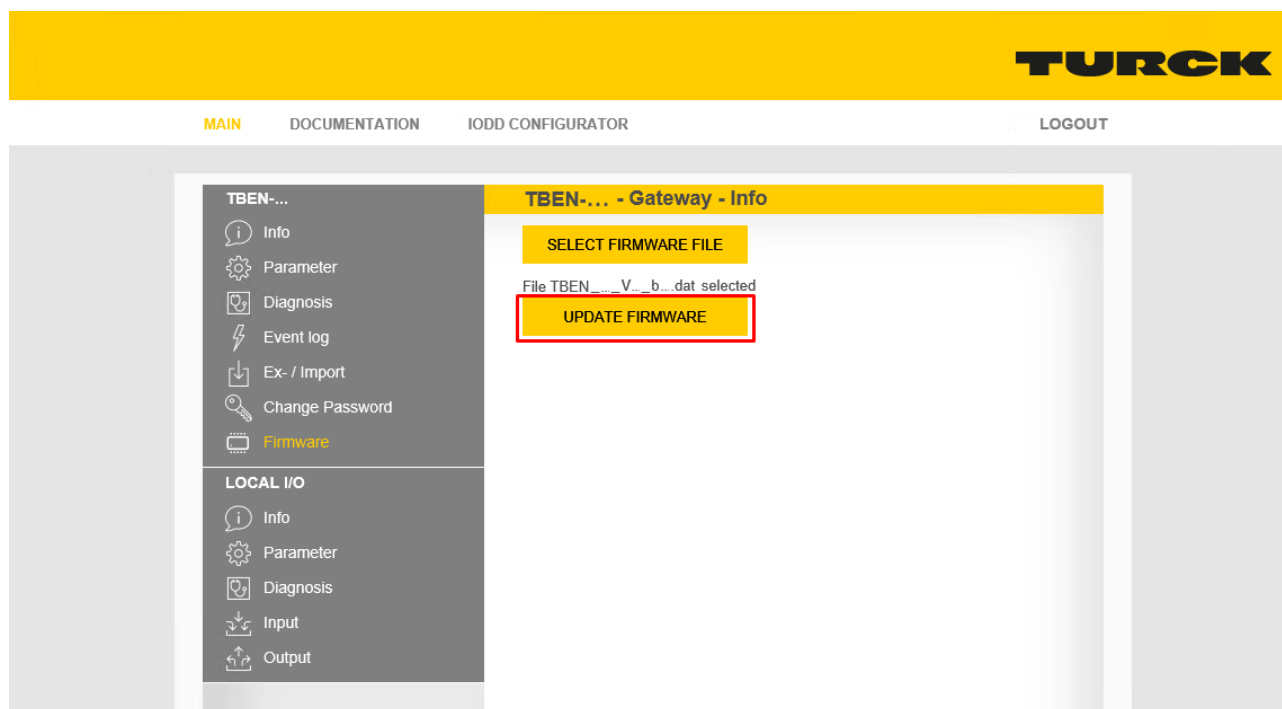 TURCK
MAIN DOCUMENTATION IODD CONFIGURATOR LOGOUT
TBEN-...
Info
Parameter
Diagnosis
Event log
Ex- / Import
Change Password
Firmware
LOCAL I/O
Info
Parameter
Diagnosis
Input
Output
TBEN-... - Gateway - Info
SELECT FIRMWARE FILE
File TBEN_..._V..._b....dat selected
UPDATE FIRMWARE